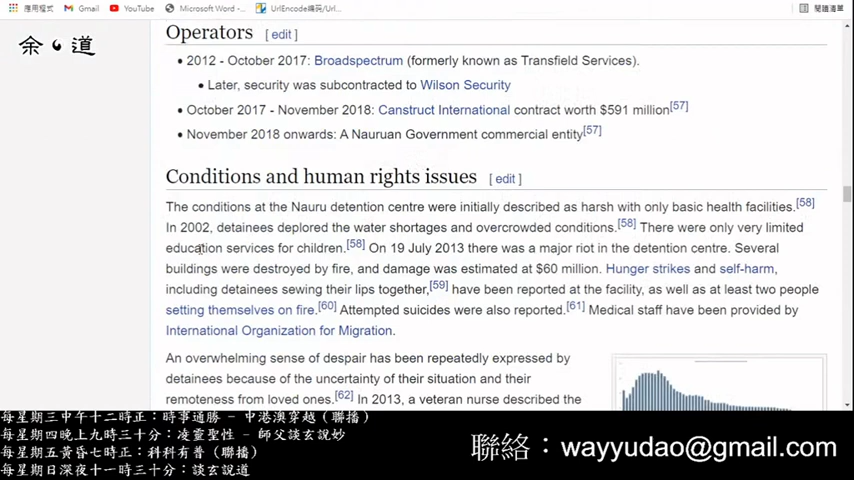 應用程式 Gmail YouTube Microsoft Word -... UrlEncode編码/Url... 閱讀清單
余道
Operators [ edit ]
• 2012 - October 2017: Broadspectrum (formerly known as Transfield Services).
• Later, security was subcontracted to Wilson Security
• October 2017 - November 2018: Canstruct International contract worth $591 million[57]
• November 2018 onwards: A Nauruan Government commercial entity[57]
Conditions and human rights issues [ edit ]
The conditions at the Nauru detention centre were initially described as harsh with only basic health facilities.[58]
In 2002, detainees deplored the water shortages and overcrowded conditions.[58] There were only very limited
education services for children.[58] On 19 July 2013 there was a major riot in the detention centre. Several
buildings were destroyed by fire, and damage was estimated at $60 million. Hunger strikes and self-harm,
including detainees sewing their lips together,[59] have been reported at the facility, as well as at least two people
setting themselves on fire.[60] Attempted suicides were also reported.[61] Medical staff have been provided by
International Organization for Migration.
An overwhelming sense of despair has been repeatedly expressed by
detainees because of the uncertainty of their situation and their
remoteness from loved ones.[62] In 2013, a veteran nurse described the
每星期三中午十二時正：時事通勝 - 中港澳穿越(聯播)
每星期四晚上九時三十分：凌靈聖性 - 師父談玄說妙
每星期五黃昏七時正：科科有普(聯播)
每星期日深夜十一時三十分：談玄說道
聯絡：wayyudao@gmail.com